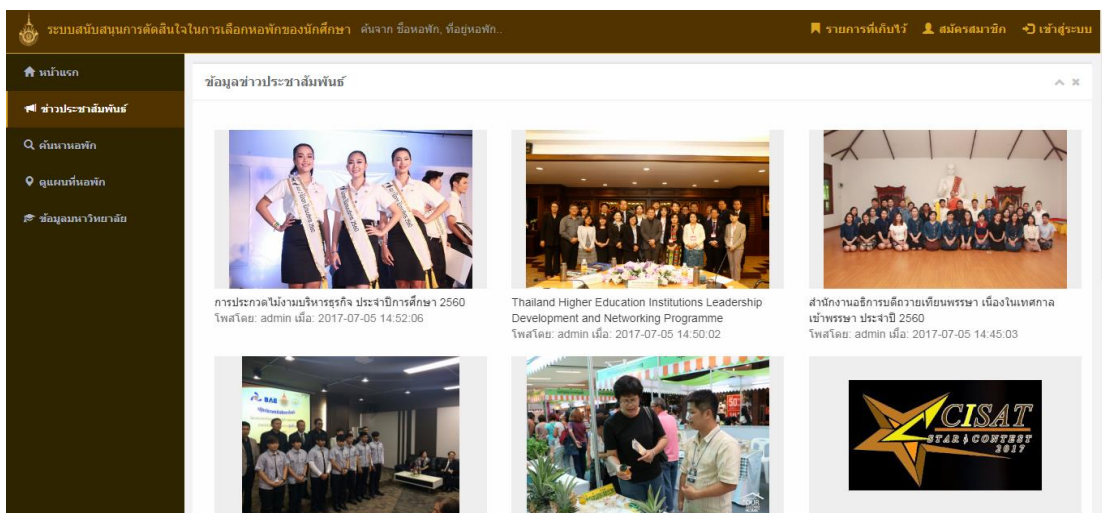 ระบบสนับสนุนการตัดสินใจในการเลือกหอพักของนักศึกษา ค้นจาก ชื่อหอพัก, ที่อยู่หอพัก..
รายการที่เก็บไว้ สมัครสมาชิก เข้าสู่ระบบ
หน้าแรก
ข่าวประชาสัมพันธ์
ค้นหาหอพัก
ดูแผนที่หอพัก
ข้อมูลมหาวิทยาลัย
ข้อมูลข่าวประชาสัมพันธ์
การประกวดไม้งามบริหารธุรกิจ ประจำปีการศึกษา 2560
โพสโดย: admin เมื่อ: 2017-07-05 14:52:06
Thailand Higher Education Institutions Leadership
Development and Networking Programme
โพสโดย: admin เมื่อ: 2017-07-05 14:50:02
สำนักงานอธิการบดีถวายเทียนพรรษา เนื่องในเทศกาล
เข้าพรรษา ประจำปี 2560
โพสโดย: admin เมื่อ: 2017-07-05 14:45:03
BAE
50
CISAT
STAR CONTEST
2017